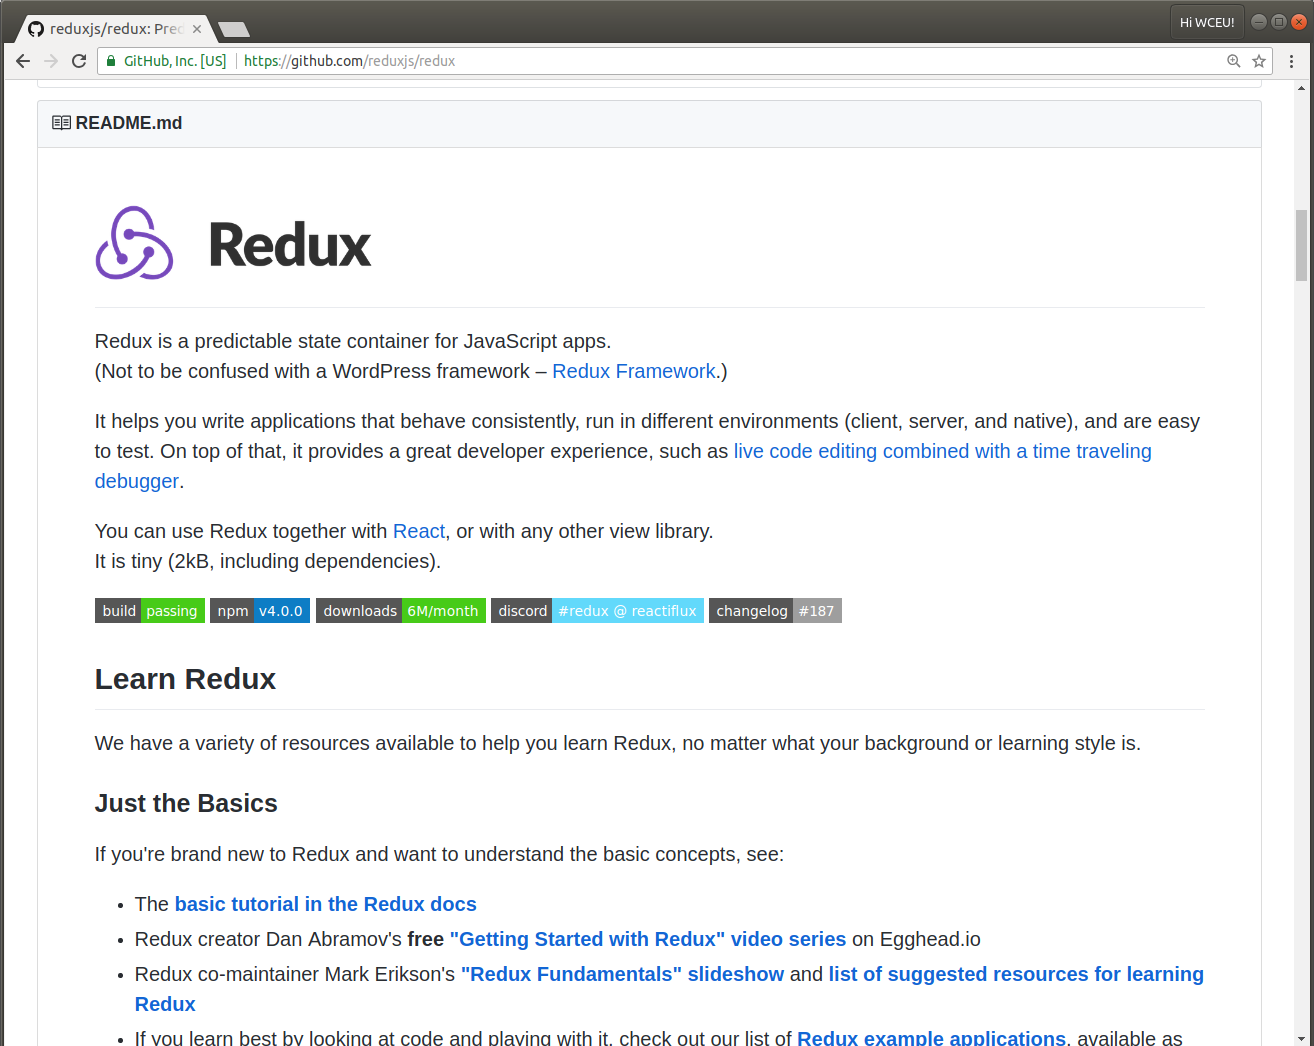 reduxjs/redux: Pred
Hi WCEU!
GitHub, Inc. [US] https://github.com/reduxjs/redux
README.md
Redux
Redux is a predictable state container for JavaScript apps.
(Not to be confused with a WordPress framework – Redux Framework.)
It helps you write applications that behave consistently, run in different environments (client, server, and native), and are easy
to test. On top of that, it provides a great developer experience, such as live code editing combined with a time traveling
debugger.
You can use Redux together with React, or with any other view library.
It is tiny (2kB, including dependencies).
build passing npm v4.0.0 downloads 6M/month discord #redux @ reactiflux changelog #187
Learn Redux
We have a variety of resources available to help you learn Redux, no matter what your background or learning style is.
Just the Basics
If you're brand new to Redux and want to understand the basic concepts, see:
• The basic tutorial in the Redux docs
• Redux creator Dan Abramov's free "Getting Started with Redux" video series on Egghead.io
• Redux co-maintainer Mark Erikson's "Redux Fundamentals" slideshow and list of suggested resources for learning
Redux
• If you learn best by looking at code and playing with it, check out our list of Redux example applications, available as